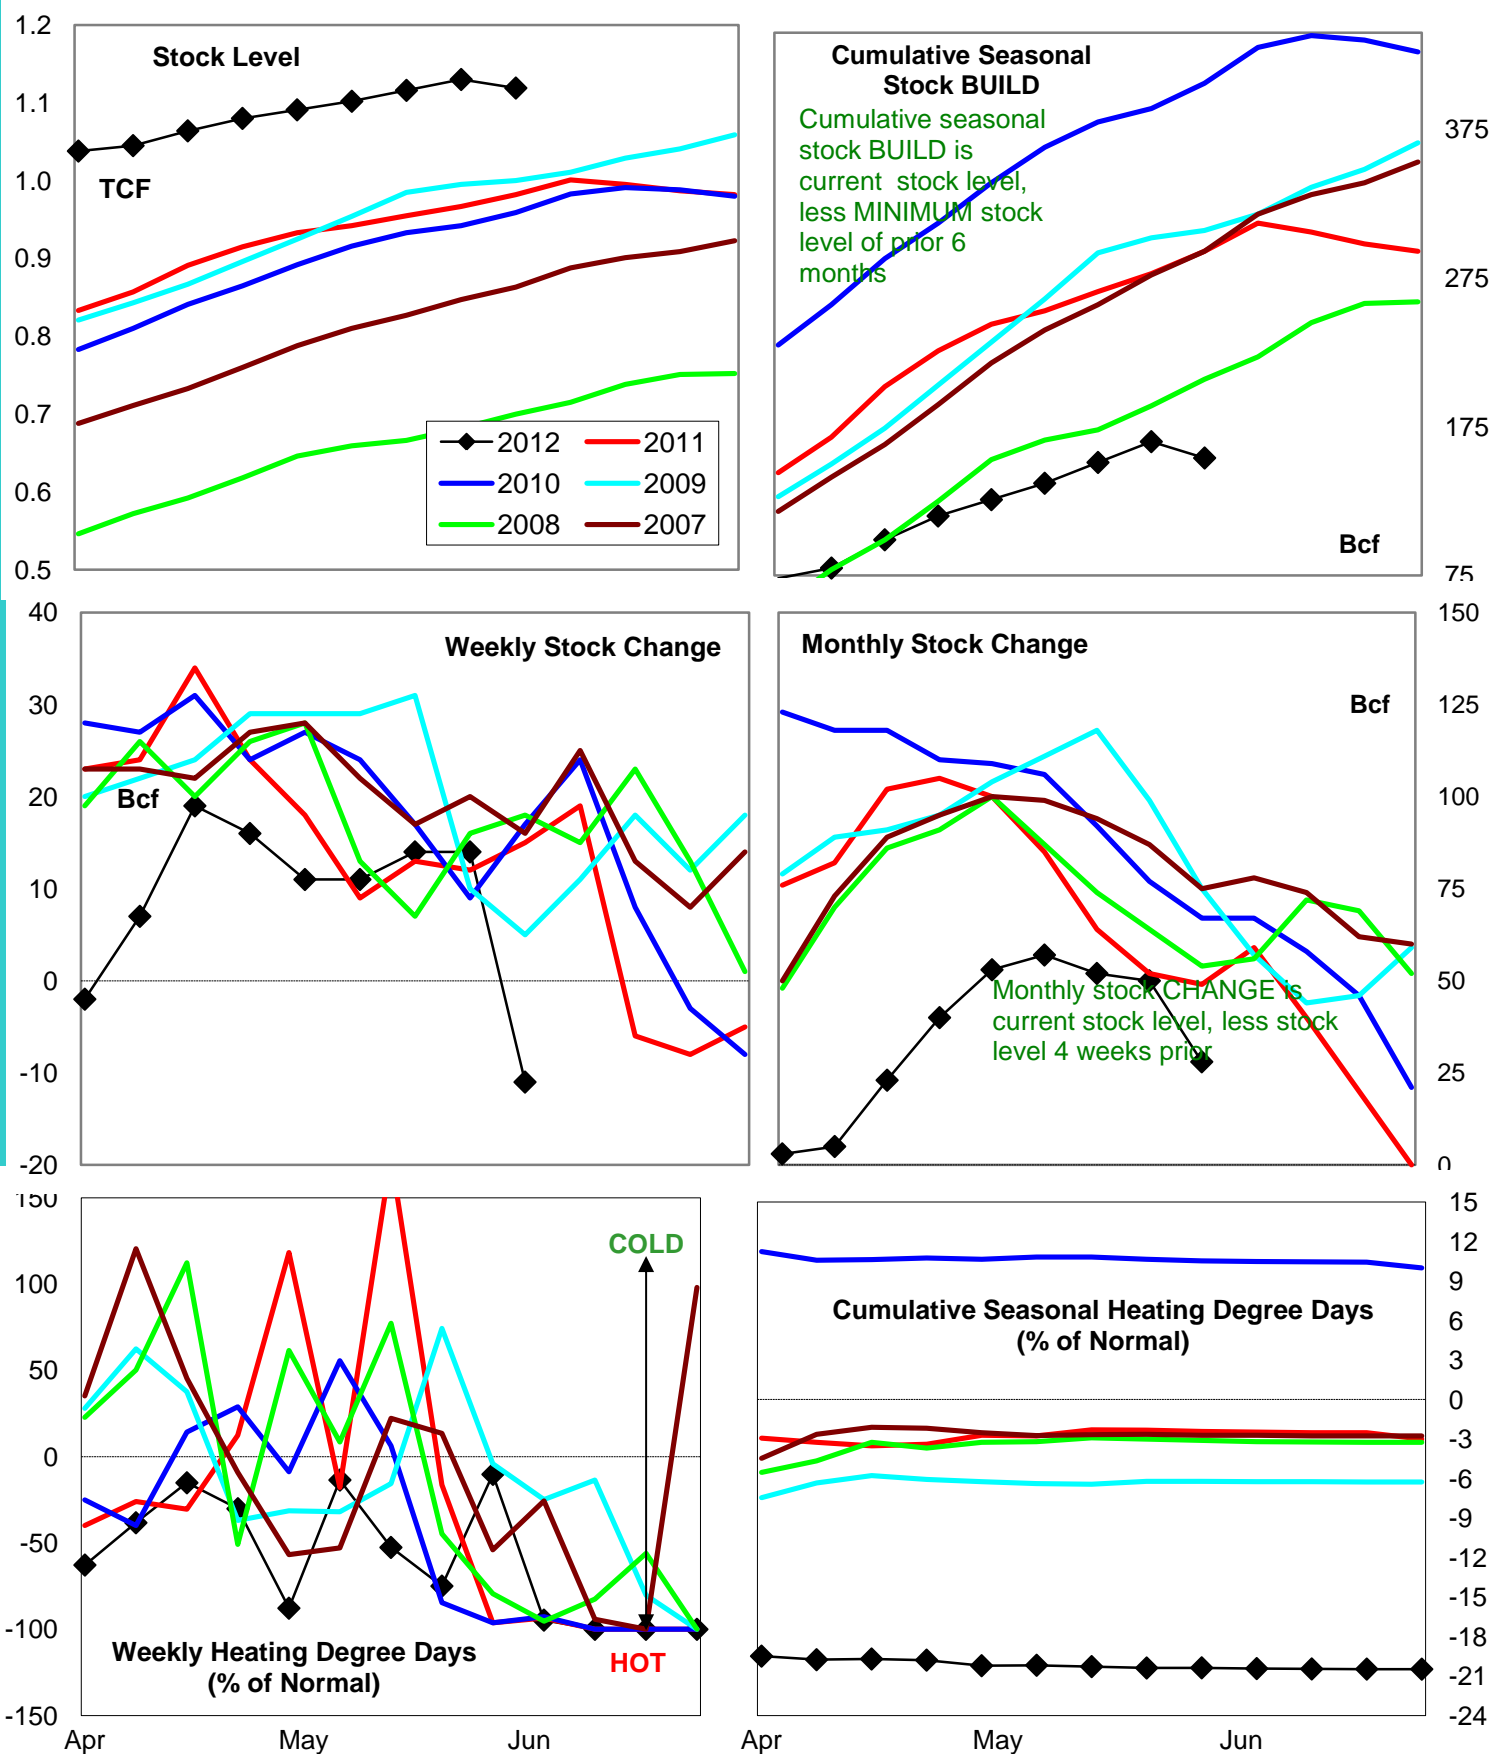 1.2
1.1
1.0
0.9
0.8
0.7
0.6
0.5
Stock Level
TCF
2012
2011
2010
2009
2008
2007
Cumulative Seasonal
Stock BUILD
Cumulative seasonal
stock BUILD is
current stock level,
less MINIMUM stock
level of prior 6
months
Bcf
375
275
175
75
40
30
20
10
0
-10
-20
Weekly Stock Change
Bcf
Monthly Stock Change
Bcf
Monthly stock CHANGE is
current stock level, less stock
level 4 weeks prior
150
125
100
75
50
25
0
150
100
50
0
-50
-100
-150
COLD
HOT
Weekly Heating Degree Days
(% of Normal)
Apr May Jun
Cumulative Seasonal Heating Degree Days
(% of Normal)
15
12
9
6
3
0
-3
-6
-9
-12
-15
-18
-21
-24
Apr May Jun